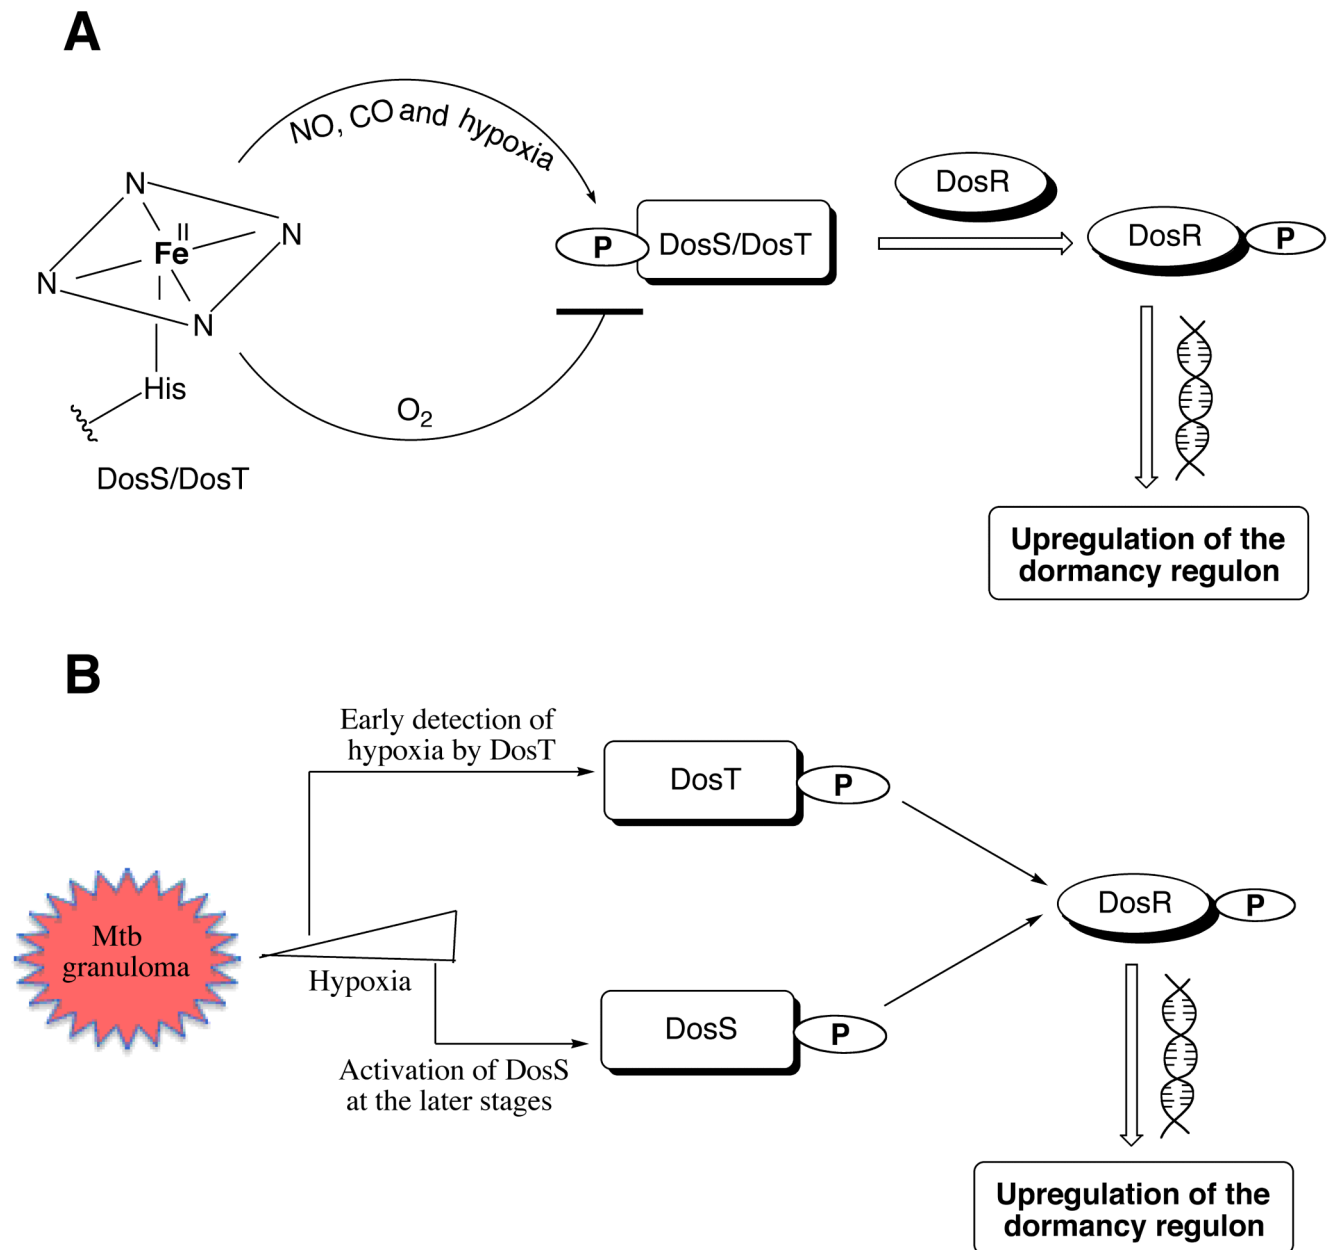 A
NO, CO and hypoxia
N
N
II
Fe
N
N
His
DosS/DosT
O2
P
DosS/DosT
DosR
DosR
P
Upregulation of the
dormancy regulon
B
Early detection of
hypoxia by DosT
DosT
P
Mtb
granuloma
Hypoxia
DosR
P
DosS
P
Activation of DosS
at the later stages
Upregulation of the
dormancy regulon